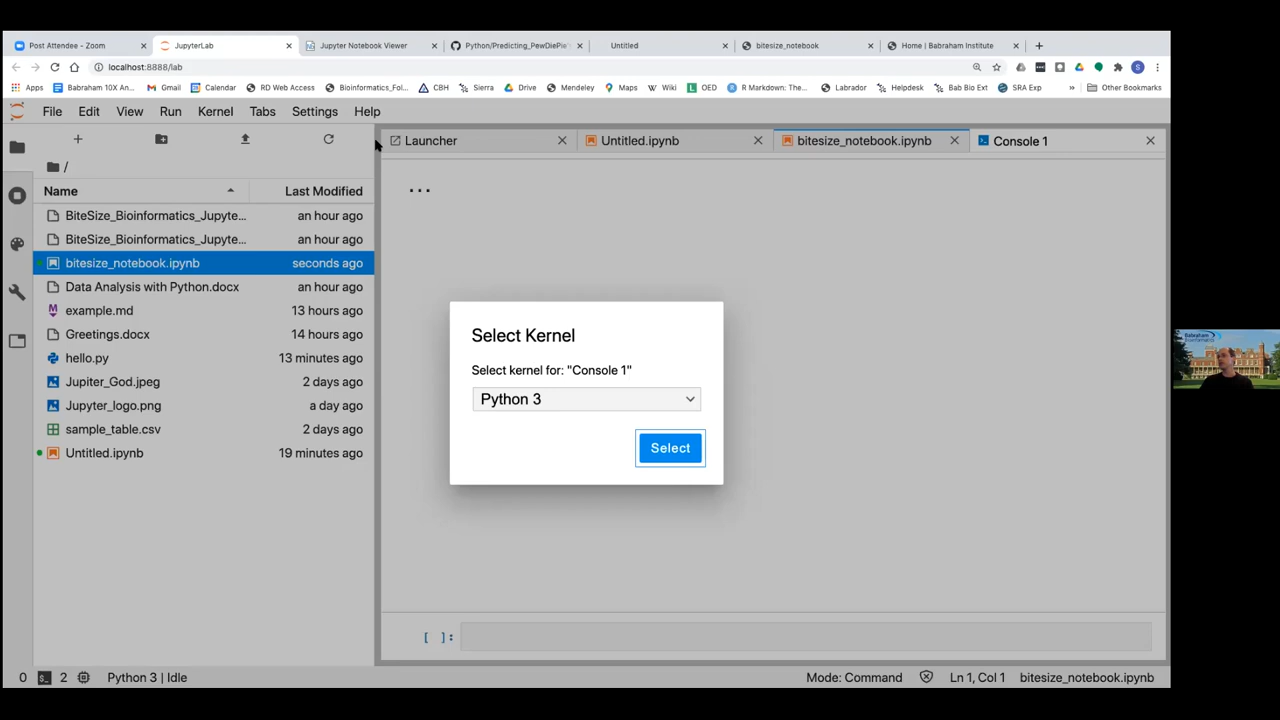 Post Attendee - Zoom
JupyterLab
Jupyter Notebook Viewer
Python/Predicting_PewDiePie'
Untitled
bitesize_notebook
Home | Babraham Institute
localhost:8888/lab
S
Apps
Babraham 10X An...
Gmail
Calendar
RD Web Access
Bioinformatics_Fol...
CBH
Sierra
Drive
Mendeley
Maps
Wiki
OED
R Markdown: The...
Labrador
Helpdesk
Bab Bio Ext
SRA Exp
»
Other Bookmarks
File Edit View Run Kernel Tabs Settings Help
Launcher
Untitled.ipynb
bitesize_notebook.ipynb
Console 1
/
Name Last Modified
BiteSize_Bioinformatics_Jupyte... an hour ago
BiteSize_Bioinformatics_Jupyte... an hour ago
bitesize_notebook.ipynb seconds ago
Data Analysis with Python.docx an hour ago
example.md 13 hours ago
Greetings.docx 14 hours ago
hello.py 13 minutes ago
Jupiter_God.jpeg 2 days ago
Jupyter_logo.png a day ago
sample_table.csv 2 days ago
Untitled.ipynb 19 minutes ago
...
Select Kernel
Select kernel for: "Console 1"
Python 3
Select
[ ]:
Babraham
Bioinformatics
0 2 Python 3 | Idle Mode: Command Ln 1, Col 1 bitesize_notebook.ipynb